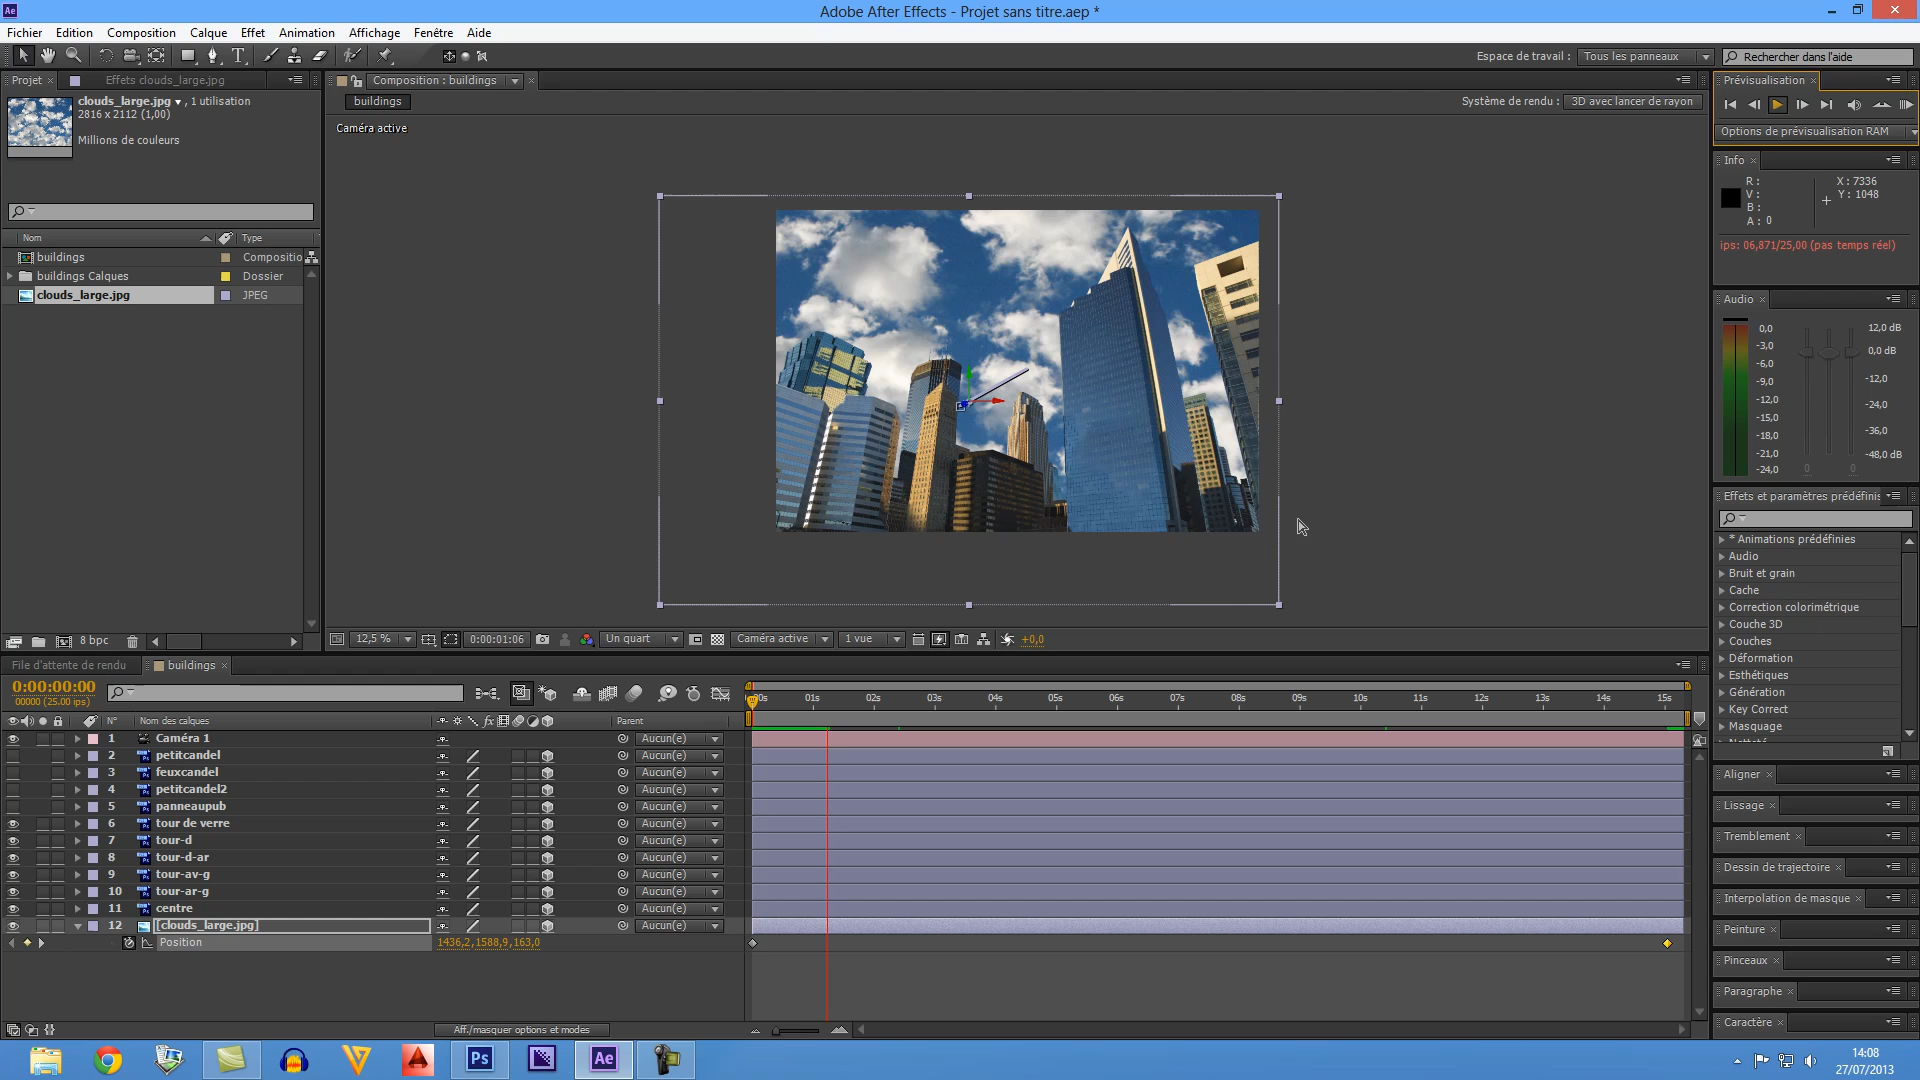 Ae
Adobe After Effects - Projet sans titre.aep *
Fichier Edition Composition Calque Effet Animation Affichage Fenêtre Aide
Espace de travail : Tous les panneaux Rechercher dans l'aide
Projet Effets clouds_large.jpg
clouds_large.jpg , 1 utilisation
2816 x 2112 (1,00)
Millions de couleurs
Nom Type
buildings Compositio
buildings Calques Dossier
clouds_large.jpg JPEG
8 bpc
Composition : buildings
buildings
Système de rendu : 3D avec lancer de rayon
Caméra active
12,5 % 0:00:01:06 Un quart Caméra active 1 vue +0,0
Prévisualisation
Options de prévisualisation RAM
Info
R :
V :
B :
A : 0
X : 7336
Y : 1048
ips: 06,871/25,00 (pas temps réel)
Audio
0,0
-3,0
-6,0
-9,0
-12,0
-15,0
-18,0
-21,0
-24,0
12,0 dB
0,0 dB
-12,0
-24,0
-36,0
-48,0 dB
0 0
Effets et paramètres prédéfinis
* Animations prédéfinies
Audio
Bruit et grain
Cache
Correction colorimétrique
Couche 3D
Couches
Déformation
Esthétiques
Génération
Key Correct
Masquage
Aligner
Lissage
Tremblement
Dessin de trajectoire
Interpolation de masque
Peinture
Pinceaux
Paragraphe
Caractère
File d'attente de rendu buildings
0:00:00:00
00000 (25.00 ips)
00s 01s 02s 03s 04s 05s 06s 07s 08s 09s 10s 11s 12s 13s 14s 15s
N° Nom des calques fx Parent
1 Caméra 1 Aucun(e)
2 petitcandel Aucun(e)
3 feuxcandel Aucun(e)
4 petitcandel2 Aucun(e)
5 panneaupub Aucun(e)
6 tour de verre Aucun(e)
7 tour-d Aucun(e)
8 tour-d-ar Aucun(e)
9 tour-av-g Aucun(e)
10 tour-ar-g Aucun(e)
11 centre Aucun(e)
12 [clouds_large.jpg] Aucun(e)
Position 1436,2,1588,9,163,0
Aff./masquer options et modes
Ps Ae
14:08
27/07/2013